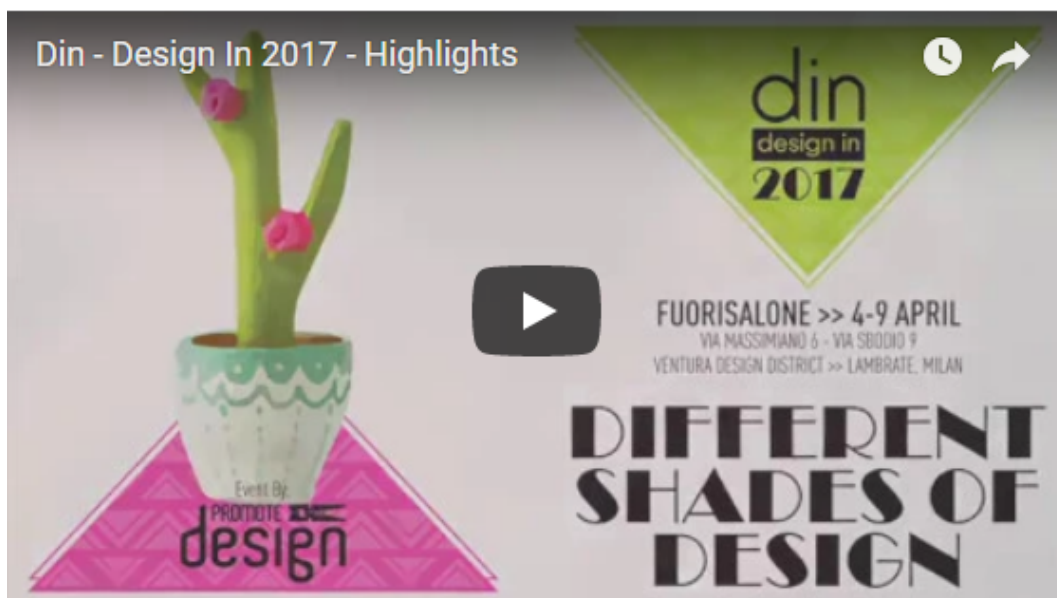 Din - Design In 2017 - Highlights
din
design in
2017
FUORISALONE >> 4-9 APRIL
VIA MASSIMIANO 6 - VIA SBODIO 9
VENTURA DESIGN DISTRICT >> LAMBRATE, MILAN
DIFFERENT
SHADES OF
DESIGN
Event By:
PROMOTE
design